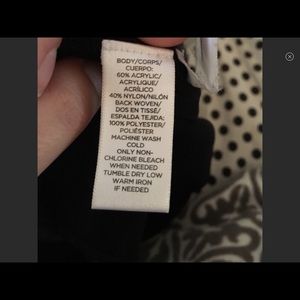 BODY/CORPS/
CUERPO:
60% ACRYLIC/
ACRYLIQUE/
ACRÍLICO
40% NYLON/NILÓN
BACK WOVEN/
DOS EN TISSÉ/
ESPALDA TEJIDA:
100% POLYESTER/
POLIÉSTER
MACHINE WASH
COLD
ONLY NON-
CHLORINE BLEACH
WHEN NEEDED
TUMBLE DRY LOW
WARM IRON
IF NEEDED